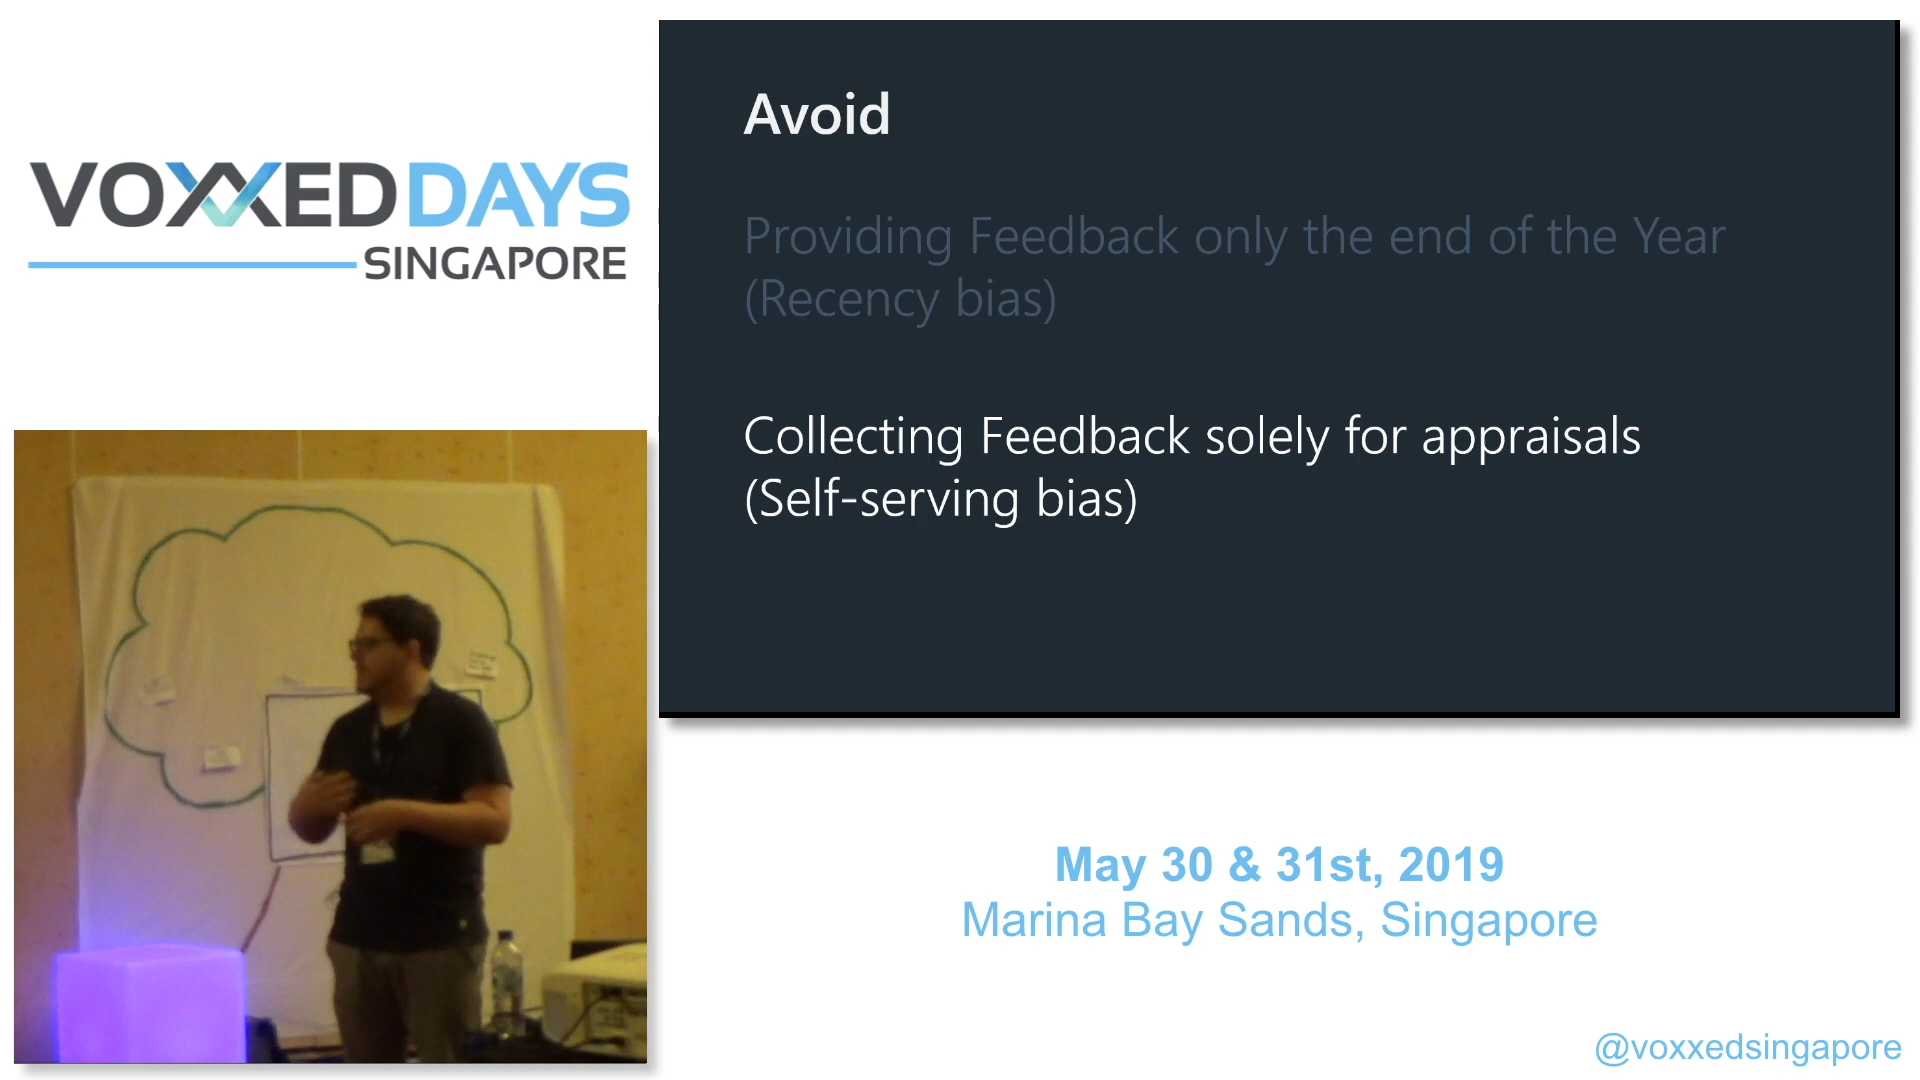 VOXXED DAYS
SINGAPORE
Avoid
Providing Feedback only the end of the Year
(Recency bias)
Collecting Feedback solely for appraisals
(Self-serving bias)
May 30 & 31st, 2019
Marina Bay Sands, Singapore
@voxxedsingapore